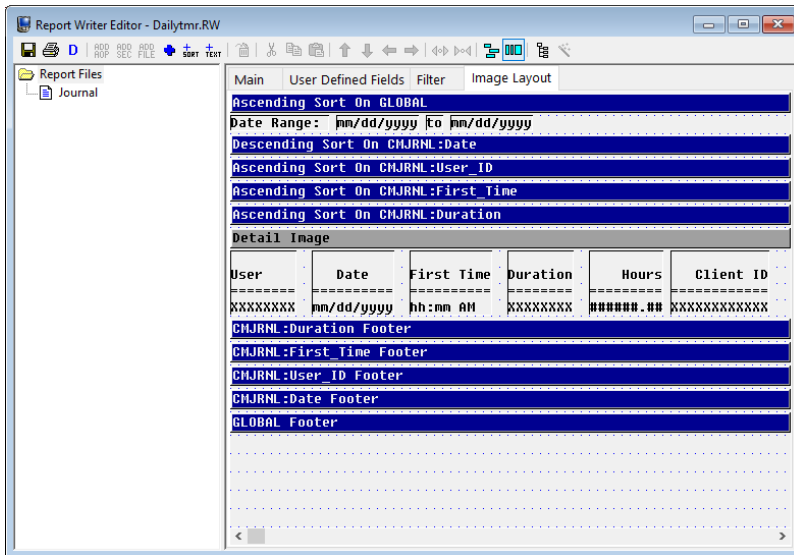 Report Writer Editor - Dailytmr.RW
D ADD AOP ADD SEC ADD FILE SORT TEXT
Report Files
Journal
Main User Defined Fields Filter Image Layout
Ascending Sort On GLOBAL
Date Range: mm/dd/yyyy to mm/dd/yyyy
Descending Sort On CMJRNL:Date
Ascending Sort On CMJRNL:User_ID
Ascending Sort On CMJRNL:First_Time
Ascending Sort On CMJRNL:Duration
Detail Image
User Date First Time Duration Hours Client ID
======== ========== ========== ======== ========= ============
XXXXXXXX mm/dd/yyyy hh:mm AM XXXXXXXX ######.## XXXXXXXXXXXX
CMJRNL:Duration Footer
CMJRNL:First_Time Footer
CMJRNL:User_ID Footer
CMJRNL:Date Footer
GLOBAL Footer